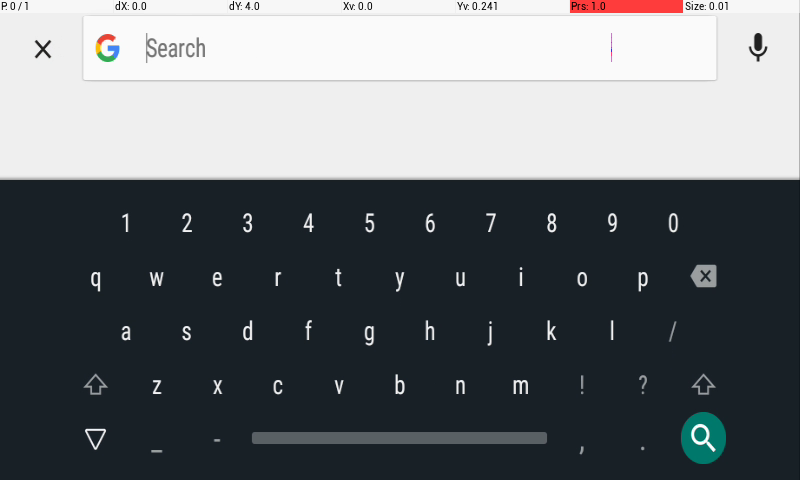 P: 0 / 1 dX: 0.0 dY: 4.0 Xv: 0.0 Yv: 0.241 Prs: 1.0 Size: 0.01
Search
1 2 3 4 5 6 7 8 9 0
q w e r t y u i o p
a s d f g h j k l /
z x c v b n m ! ?
_ - , .